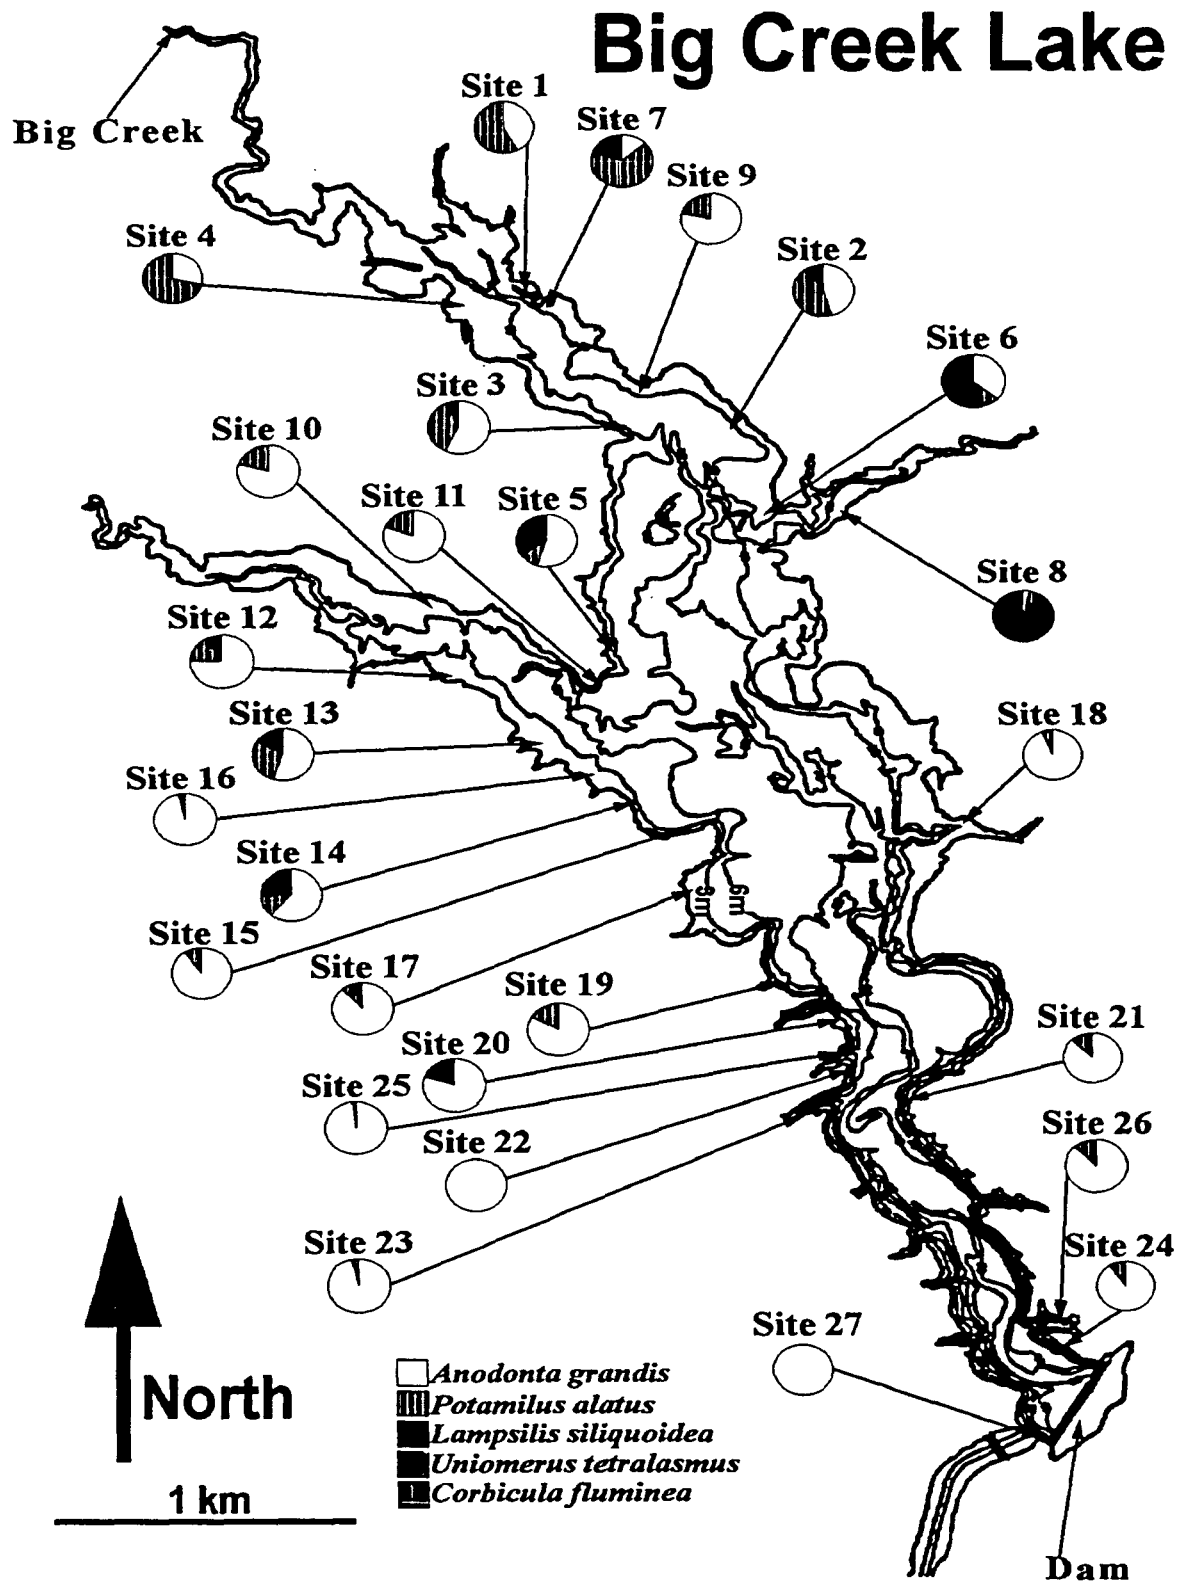 Big Creek Lake
Big Creek
Site 1
Site 7
Site 9
Site 4
Site 2
Site 6
Site 3
Site 10
Site 11
Site 5
Site 8
Site 12
Site 13
Site 18
Site 16
Site 14
3m
6m
Site 15
Site 17
Site 19
Site 21
Site 20
Site 25
Site 22
Site 26
Site 23
Site 24
Site 27
Anodonta grandis
Potamilus alatus
Lampsilis siliquoidea
Uniomerus tetralasmus
Corbicula fluminea
North
1 km
Dam